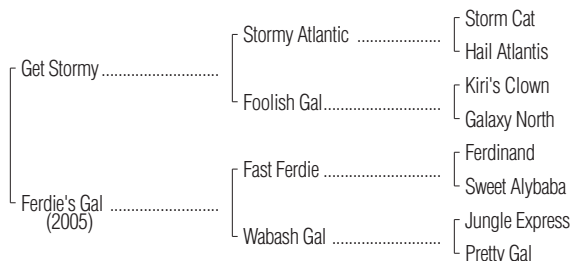 Storm Cat
Stormy Atlantic ....................
Hail Atlantis
Get Stormy ............................
Kiri's Clown
Foolish Gal............................
Galaxy North
Ferdinand
Fast Ferdie ............................
Sweet Alybaba
Ferdie's Gal ..........................
(2005)
Jungle Express
Wabash Gal ..........................
Pretty Gal